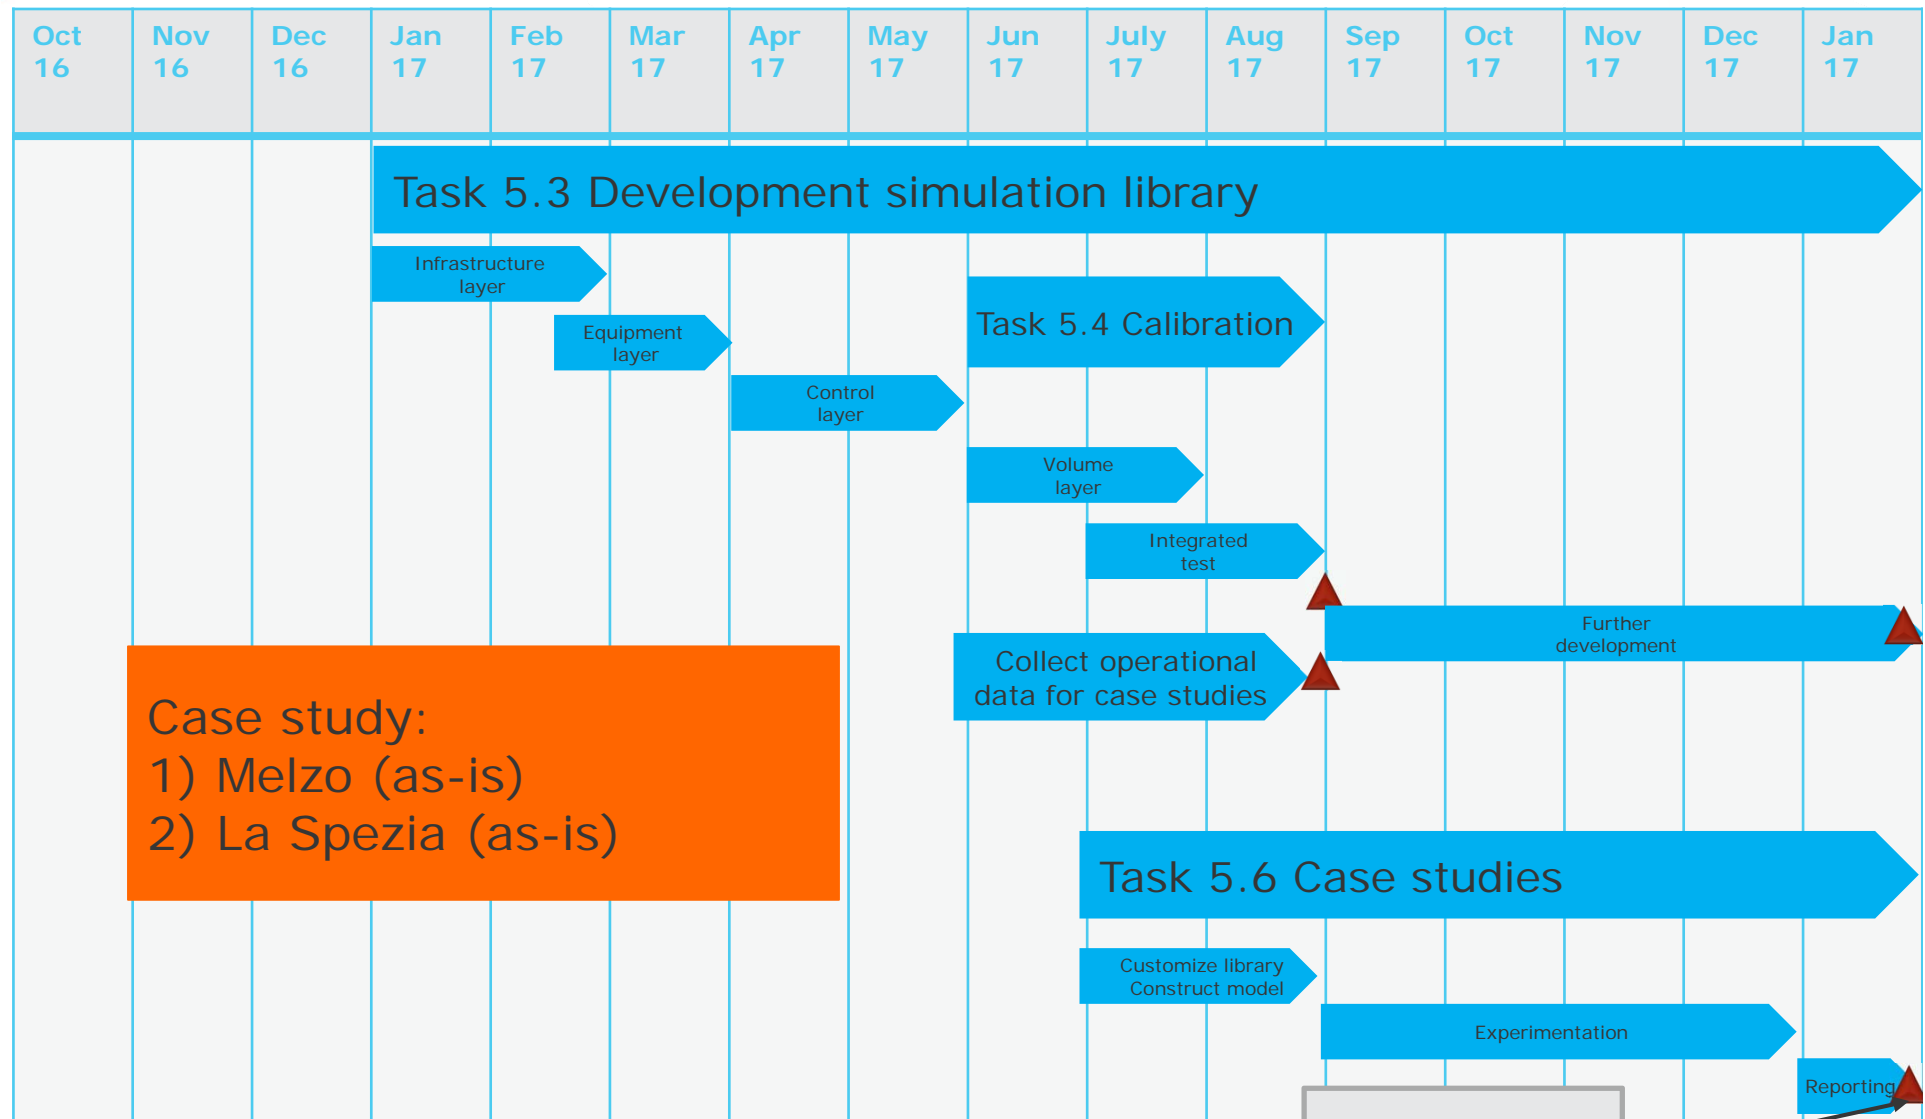 Oct
16
Nov
16
Dec
16
Jan
17
Feb
17
Mar
17
Apr
17
May
17
Jun
17
July
17
Aug
17
Sep
17
Oct
17
Nov
17
Dec
17
Jan
17
Task 5.3 Development simulation library
Infrastructure
layer
Task 5.4 Calibration
Equipment
layer
Control
layer
Volume
layer
Integrated
test
Further
development
Collect operational
data for case studies
Case study:
1) Melzo (as-is)
2) La Spezia (as-is)
Task 5.6 Case studies
Customize library
Construct model
Experimentation
Reporting